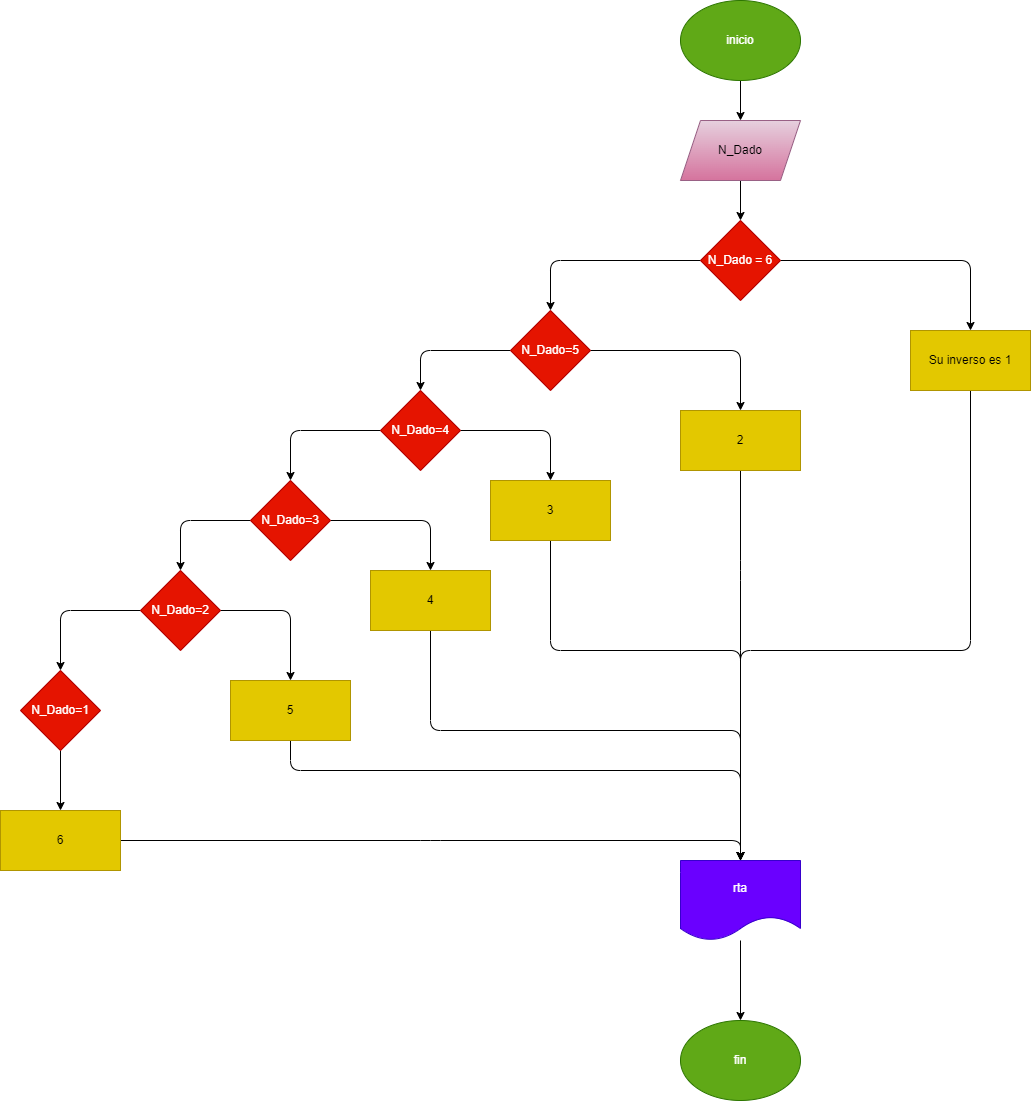 inicio
N_Dado
N_Dado = 6
N_Dado=5
Su inverso es 1
N_Dado=4
2
N_Dado=3
3
N_Dado=2
4
N_Dado=1
5
6
rta
fin